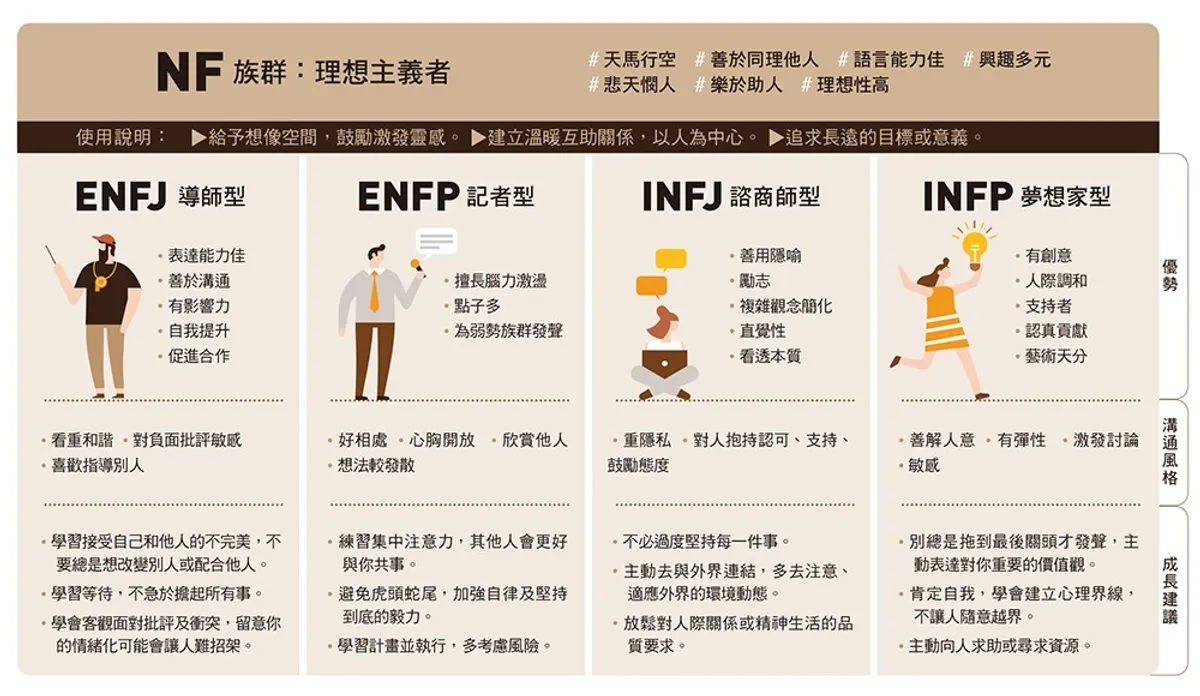 NF 族群：理想主義者
# 天馬行空 # 善於同理他人 # 語言能力佳 # 興趣多元
# 悲天憫人 # 樂於助人 # 理想性高
使用說明： ▶給予想像空間，鼓勵激發靈感。 ▶建立溫暖互助關係，以人為中心。 ▶追求長遠的目標或意義。
ENFJ 導師型
・表達能力佳
・善於溝通
・有影響力
・自我提升
・促進合作
ENFP 記者型
・擅長腦力激盪
・點子多
・為弱勢族群發聲
INFJ 諮商師型
・善用隱喻
・勵志
・複雜觀念簡化
・直覺性
・看透本質
INFP 夢想家型
・有創意
・人際調和
・支持者
・認真貢獻
・藝術天分
優勢
・看重和諧 ・對負面批評敏感
・喜歡指導別人
・好相處 ・心胸開放 ・欣賞他人
・想法較發散
・重隱私 ・對人抱持認可、支持、
鼓勵態度
・善解人意 ・有彈性 ・激發討論
・敏感
溝通風格
・學習接受自己和他人的不完美，不
要總是想改變別人或配合他人。
・學習等待，不急於擔起所有事。
・學會客觀面對批評及衝突，留意你
的情緒化可能會讓人難招架。
・練習集中注意力，其他人會更好
與你共事。
・避免虎頭蛇尾，加強自律及堅持
到底的毅力。
・學習計畫並執行，多考慮風險。
・不必過度堅持每一件事。
・主動去與外界連結，多去注意、
適應外界的環境動態。
・放鬆對人際關係或精神生活的品
質要求。
・別總是拖到最後關頭才發聲，主
動表達對你重要的價值觀。
・肯定自我，學會建立心理界線，
不讓人隨意越界。
・主動向人求助或尋求資源。
成長建議